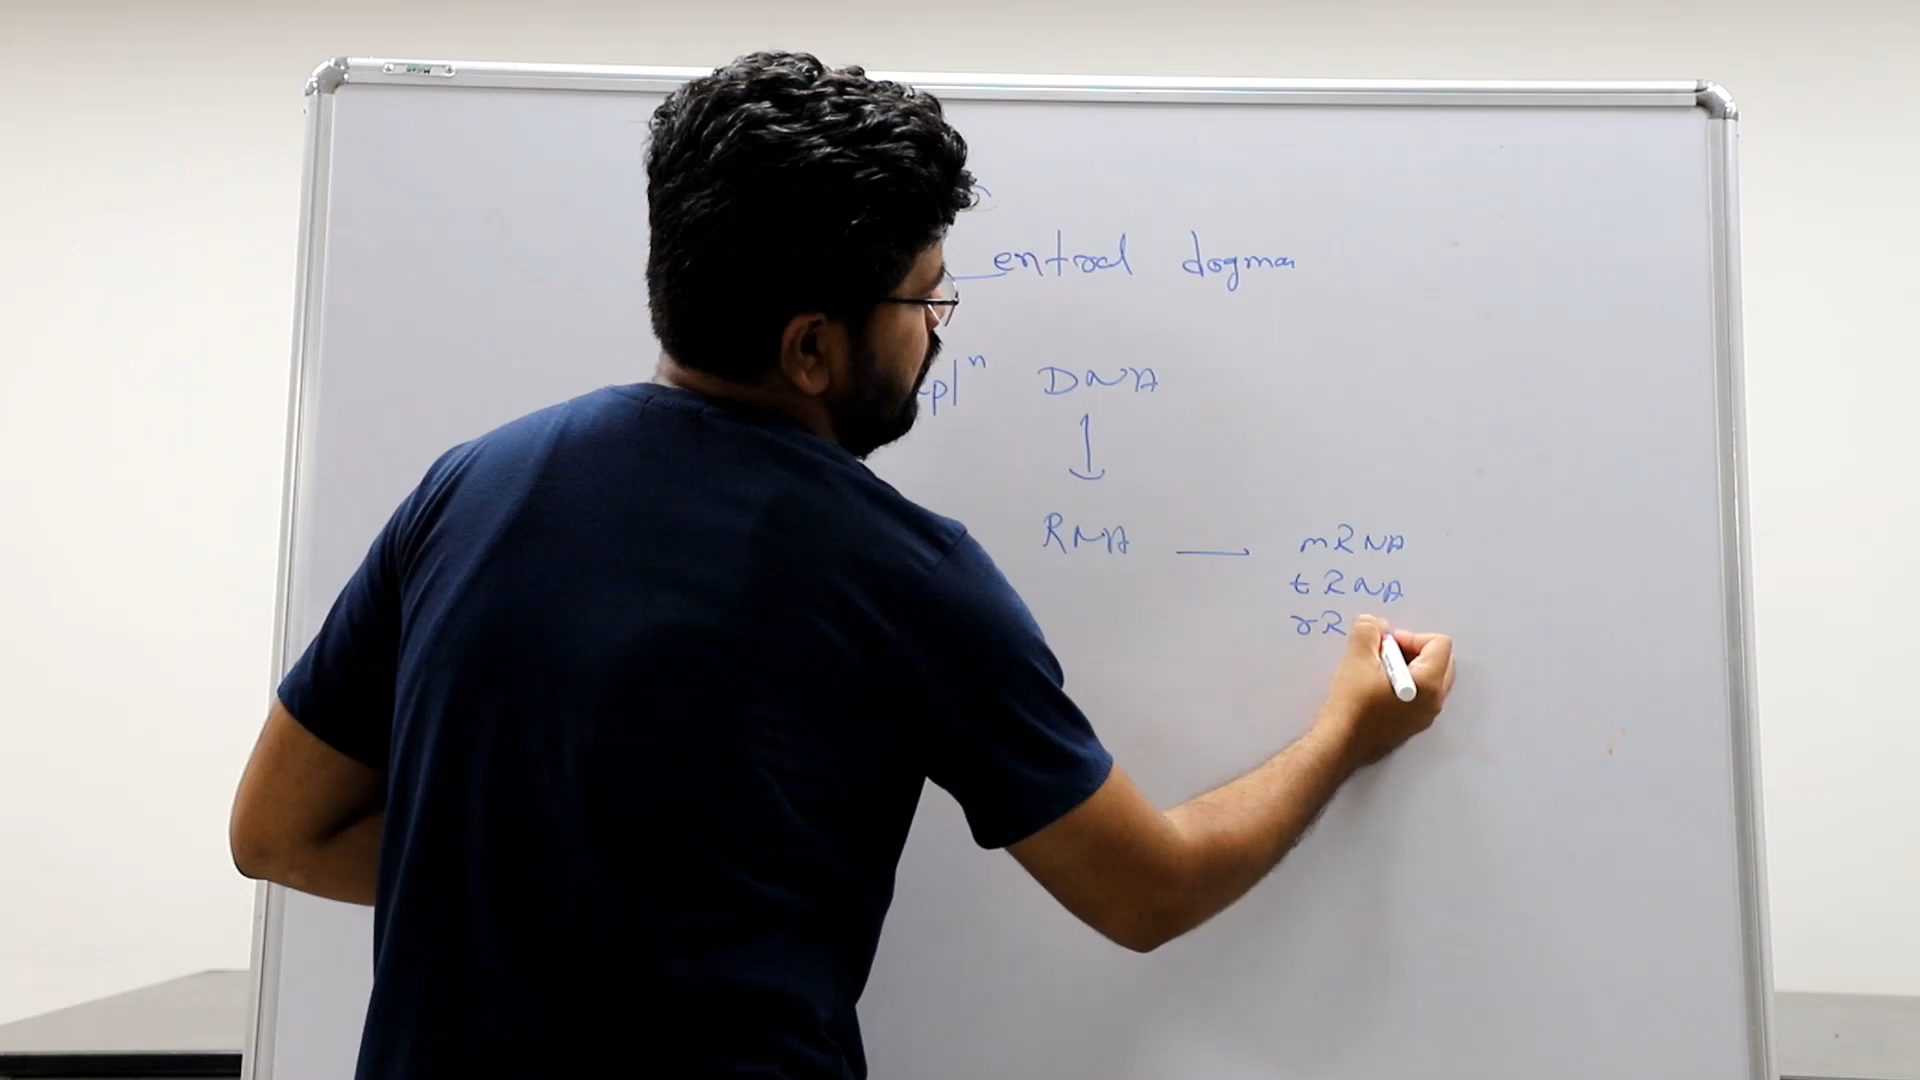 entral dogma
pl^n DNA
↓
RNA — mRNA
tRNA
rR